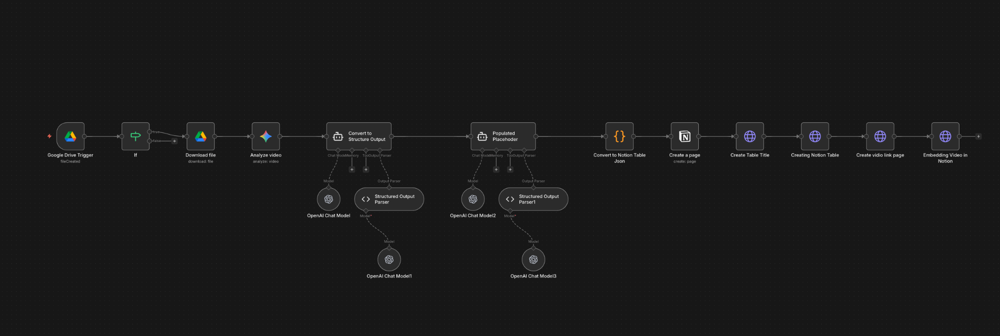 Google Drive Trigger
fileCreated
true
false
If
Download file
download: file
Analyze video
analyze: video
Convert to
Structure Output
Chat Mode
Memory
Too
Output Parser
Model
OpenAI Chat Model
Output Parser
Structured Output
Parser
Model*
Model
OpenAI Chat Model1
Populated
Placehoder
Chat Mode
Memory
Too
Output Parser
Model
OpenAI Chat Model2
Output Parser
Structured Output
Parser1
Model*
Model
OpenAI Chat Model3
{}
Convert to Notion Table
Json
Create a page
create: page
Create Table Title
Creating Notion Table
Create vidio link page
Embedding Video in
Notion